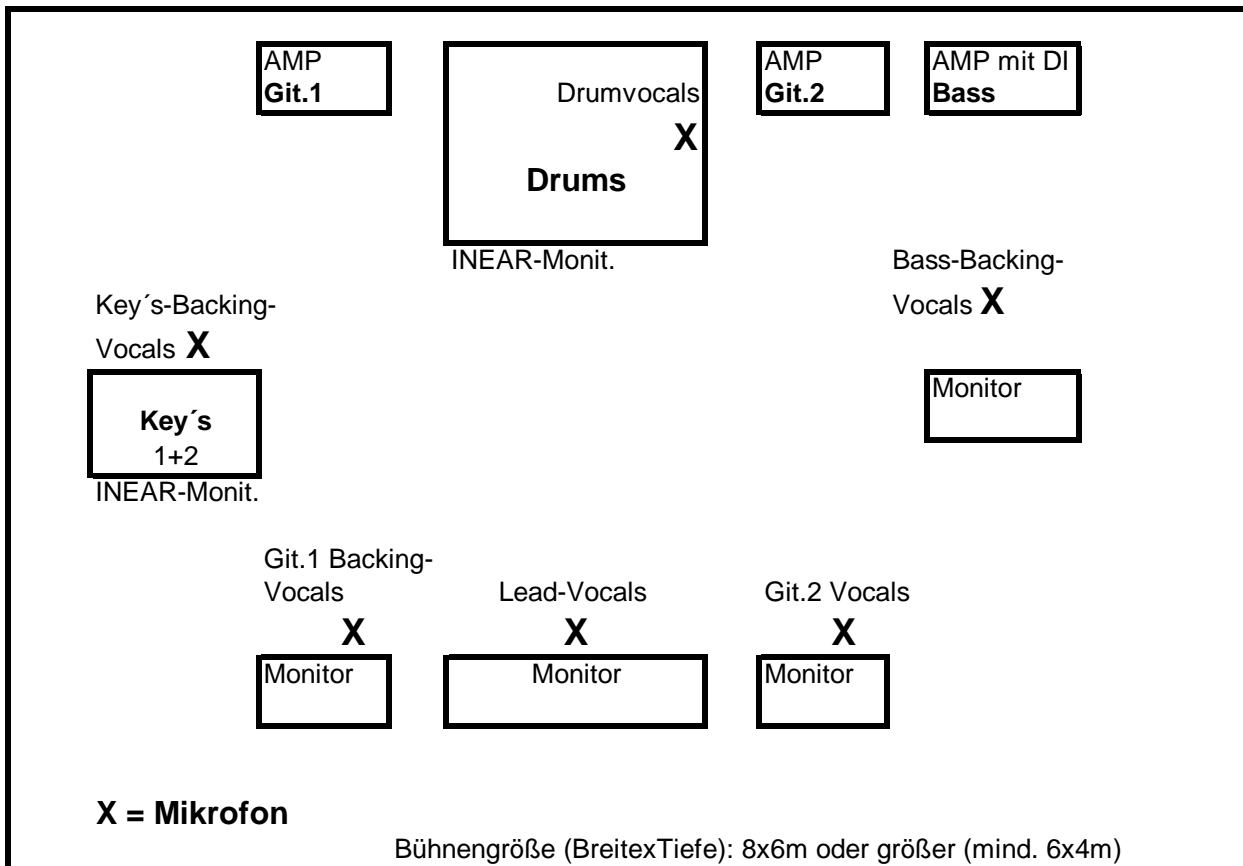 AMP
Git.1
Drumvocals
X
Drums
INEAR-Monit.
AMP
Git.2
AMP mit DI
Bass
Key´s-Backing-
Vocals X
Key´s
1+2
INEAR-Monit.
Bass-Backing-
Vocals X
Monitor
Git.1 Backing-
Vocals
X
Monitor
Lead-Vocals
X
Monitor
Git.2 Vocals
X
Monitor
X = Mikrofon
Bühnengröße (BreitexTiefe): 8x6m oder größer (mind. 6x4m)